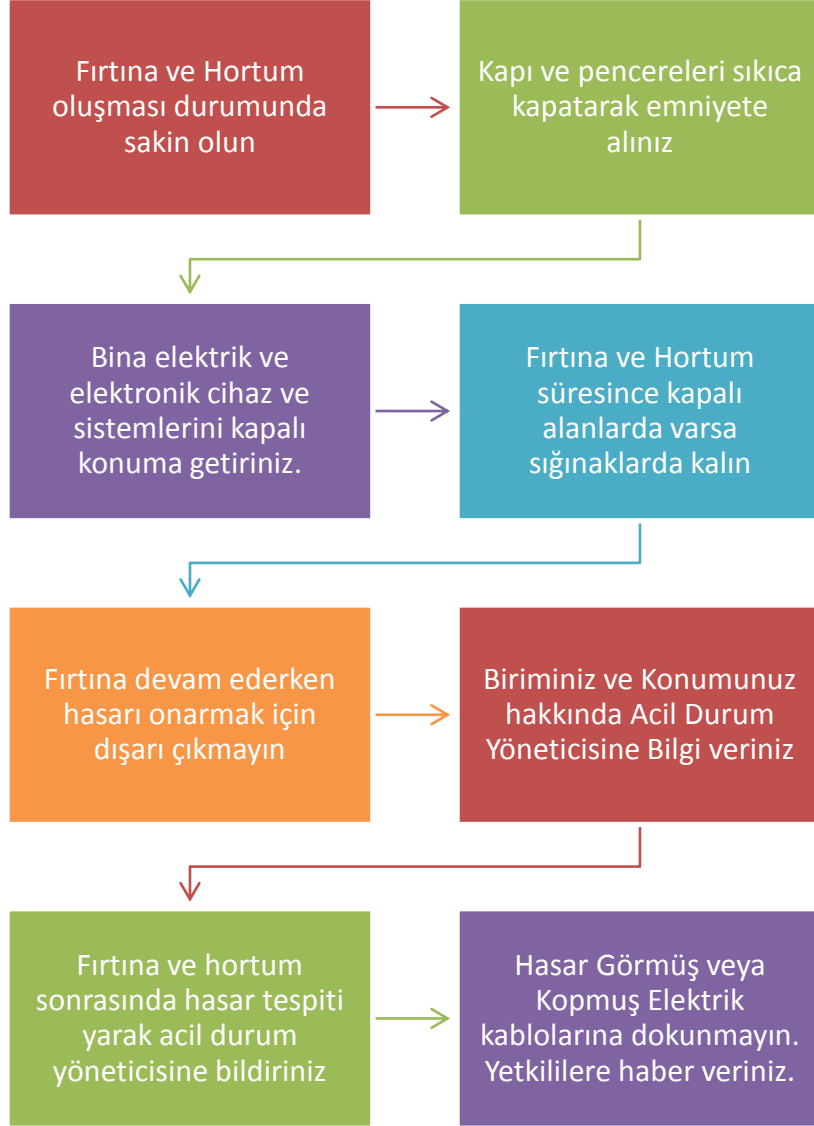 Fırtına ve Hortum
oluşması durumunda
sakin olun
Kapı ve pencereleri sıkıca
kapatarak emniyete
alınız
Bina elektrik ve
elektronik cihaz ve
sistemlerini kapalı
konuma getiriniz.
Fırtına ve Hortum
süresince kapalı
alanlarda varsa
sığınaklarda kalın
Fırtına devam ederken
hasarı onarmak için
dışarı çıkmayın
Biriminiz ve Konumunuz
hakkında Acil Durum
Yöneticisine Bilgi veriniz
Fırtına ve hortum
sonrasında hasar tespiti
yarak acil durum
yöneticisine bildiriniz
Hasar Görmüş veya
Kopmuş Elektrik
kablolarına dokunmayın.
Yetkililere haber veriniz.